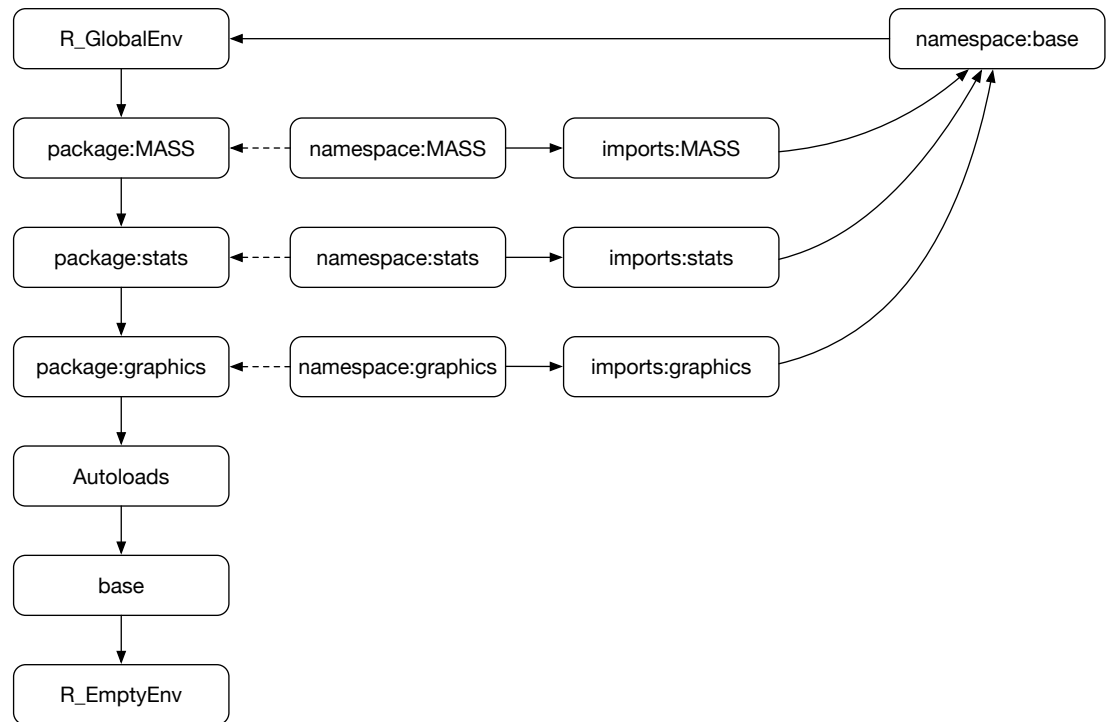 R_GlobalEnv
namespace:base
package:MASS
namespace:MASS
imports:MASS
package:stats
namespace:stats
imports:stats
package:graphics
namespace:graphics
imports:graphics
Autoloads
base
R_EmptyEnv